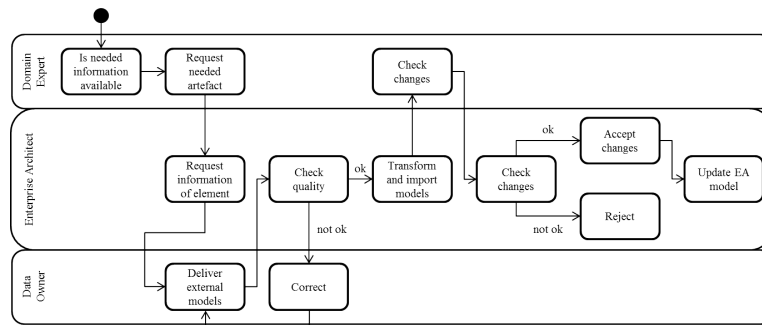 Domain
Expert
Is needed
information
available
Request
needed
artefact
Check
changes
Enterprise Architect
Request
information
of element
Check
quality
ok
Transform
and import
models
Check
changes
ok
Accept
changes
Update EA
model
not ok
Reject
not ok
Data
Owner
Deliver
external
models
Correct